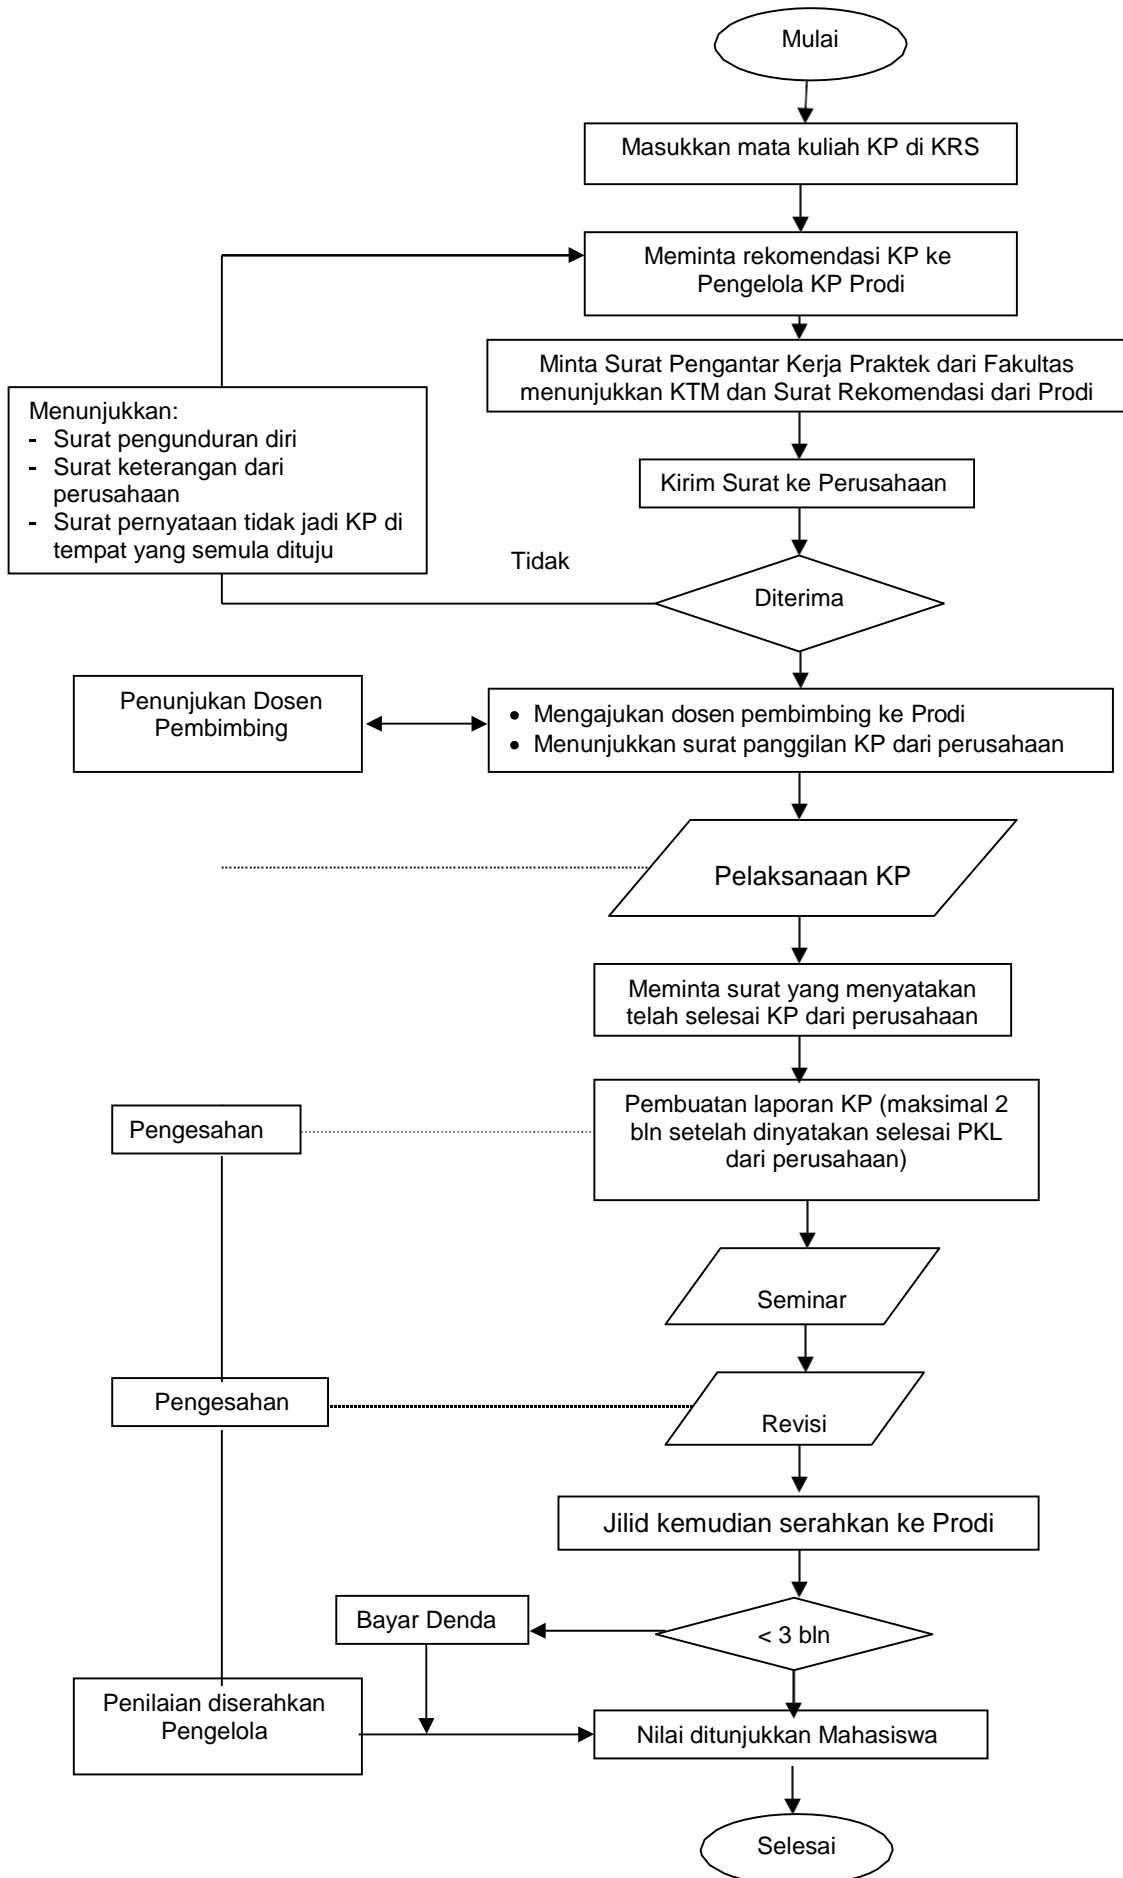 Mulai
Masukkan mata kuliah KP di KRS
Meminta rekomendasi KP ke
Pengelola KP Prodi
Minta Surat Pengantar Kerja Praktek dari Fakultas
menunjukkan KTM dan Surat Rekomendasi dari Prodi
Menunjukkan:
- Surat pengunduran diri
- Surat keterangan dari
perusahaan
- Surat pernyataan tidak jadi KP di
tempat yang semula dituju
Kirim Surat ke Perusahaan
Tidak
Diterima
Penunjukan Dosen
Pembimbing
• Mengajukan dosen pembimbing ke Prodi
• Menunjukkan surat panggilan KP dari perusahaan
Pelaksanaan KP
Meminta surat yang menyatakan
telah selesai KP dari perusahaan
Pengesahan
Pembuatan laporan KP (maksimal 2
bln setelah dinyatakan selesai PKL
dari perusahaan)
Seminar
Pengesahan
Revisi
Jilid kemudian serahkan ke Prodi
Bayar Denda
< 3 bln
Penilaian diserahkan
Pengelola
Nilai ditunjukkan Mahasiswa
Selesai